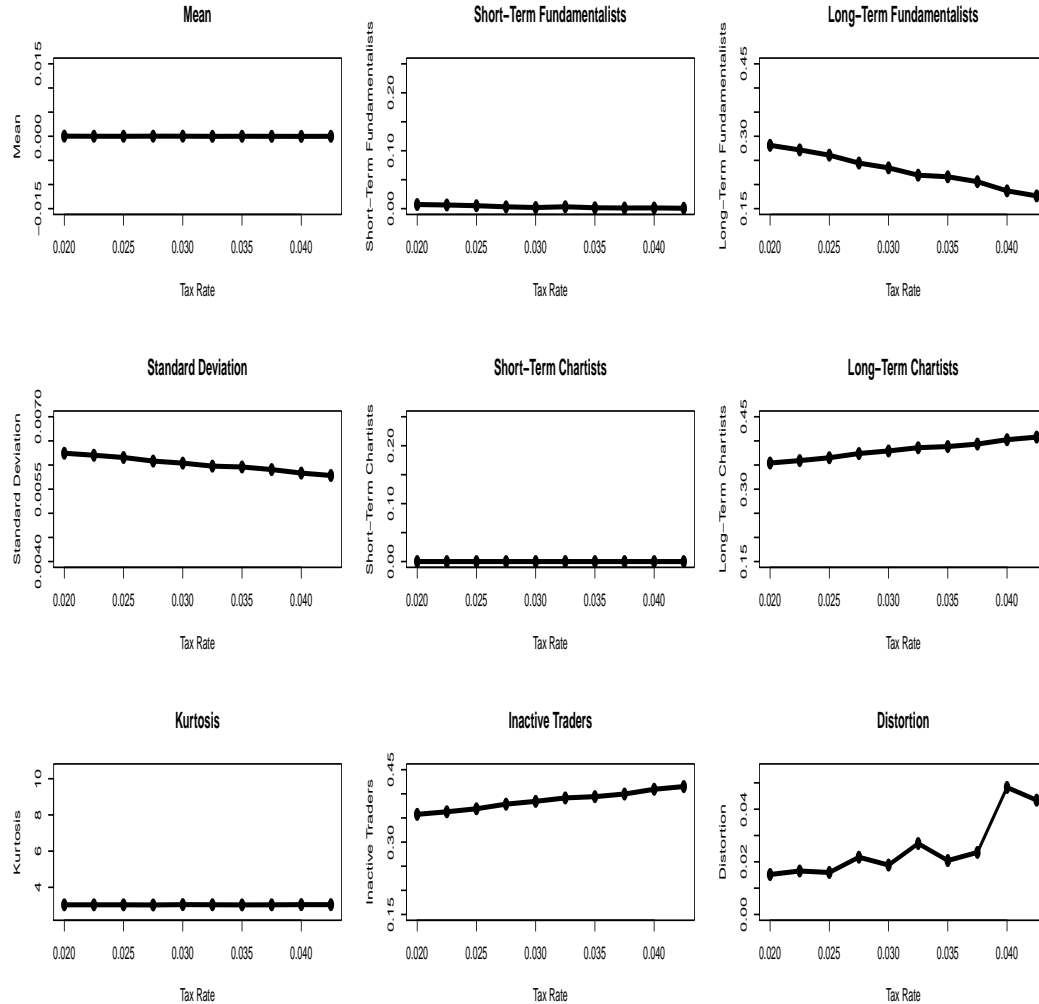 Mean
Mean
0.015
0.000
−0.015
0.020 0.025 0.030 0.035 0.040
Tax Rate
Short−Term Fundamentalists
Short−Term Fundamentalists
0.20
0.10
0.00
0.020 0.025 0.030 0.035 0.040
Tax Rate
Long−Term Fundamentalists
Long−Term Fundamentalists
0.45
0.30
0.15
0.020 0.025 0.030 0.035 0.040
Tax Rate
Standard Deviation
Standard Deviation
0.0070
0.0055
0.0040
0.020 0.025 0.030 0.035 0.040
Tax Rate
Short−Term Chartists
Short−Term Chartists
0.20
0.10
0.00
0.020 0.025 0.030 0.035 0.040
Tax Rate
Long−Term Chartists
Long−Term Chartists
0.45
0.30
0.15
0.020 0.025 0.030 0.035 0.040
Tax Rate
Kurtosis
Kurtosis
10
8
6
4
0.020 0.025 0.030 0.035 0.040
Tax Rate
Inactive Traders
Inactive Traders
0.45
0.30
0.15
0.020 0.025 0.030 0.035 0.040
Tax Rate
Distortion
Distortion
0.04
0.02
0.00
0.020 0.025 0.030 0.035 0.040
Tax Rate